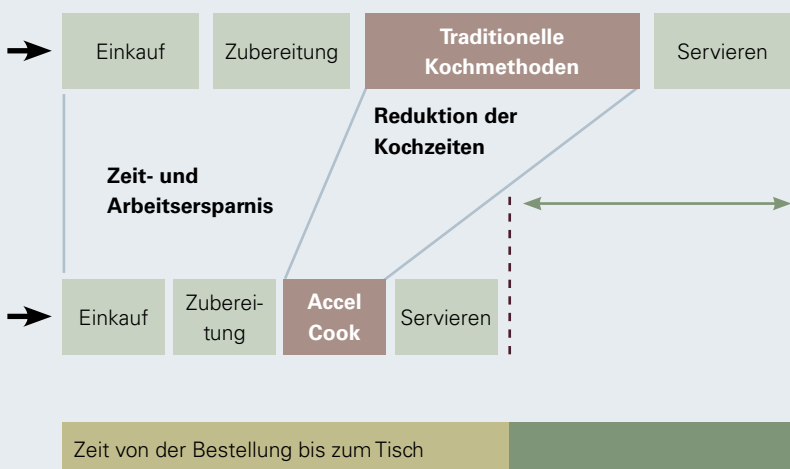 Einkauf
Zubereitung
Traditionelle
Kochmethoden
Servieren
Reduktion der
Kochzeiten
Zeit- und
Arbeitsersparnis
Einkauf
Zuberei-
tung
Accel
Cook
Servieren
Zeit von der Bestellung bis zum Tisch